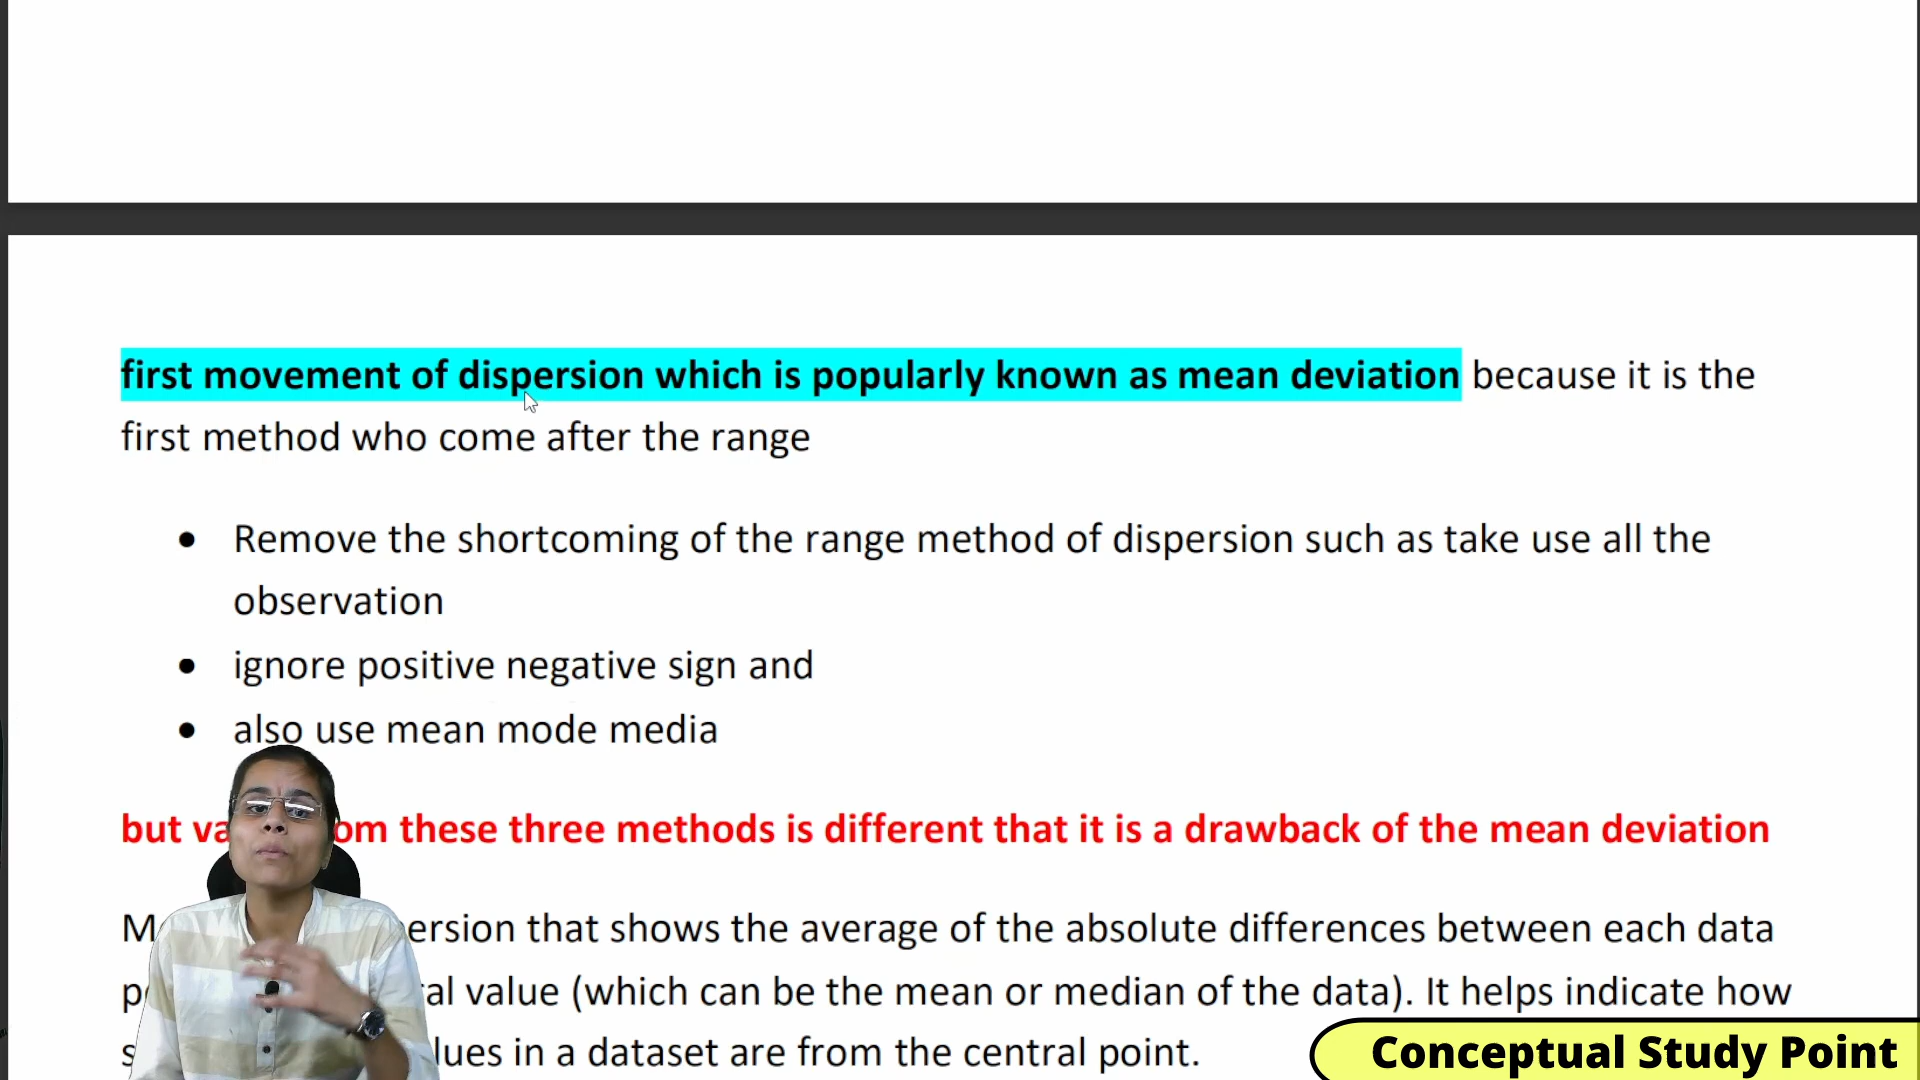 first movement of dispersion which is popularly known as mean deviation because it is the
first method who come after the range
• Remove the shortcoming of the range method of dispersion such as take use all the
observation
• ignore positive negative sign and
• also use mean mode media
but these three methods is different that it is a drawback of the mean deviation
that shows the average of the absolute differences between each data
value (which can be the mean or median of the data). It helps indicate how
in a dataset are from the central point.
Conceptual Study Point